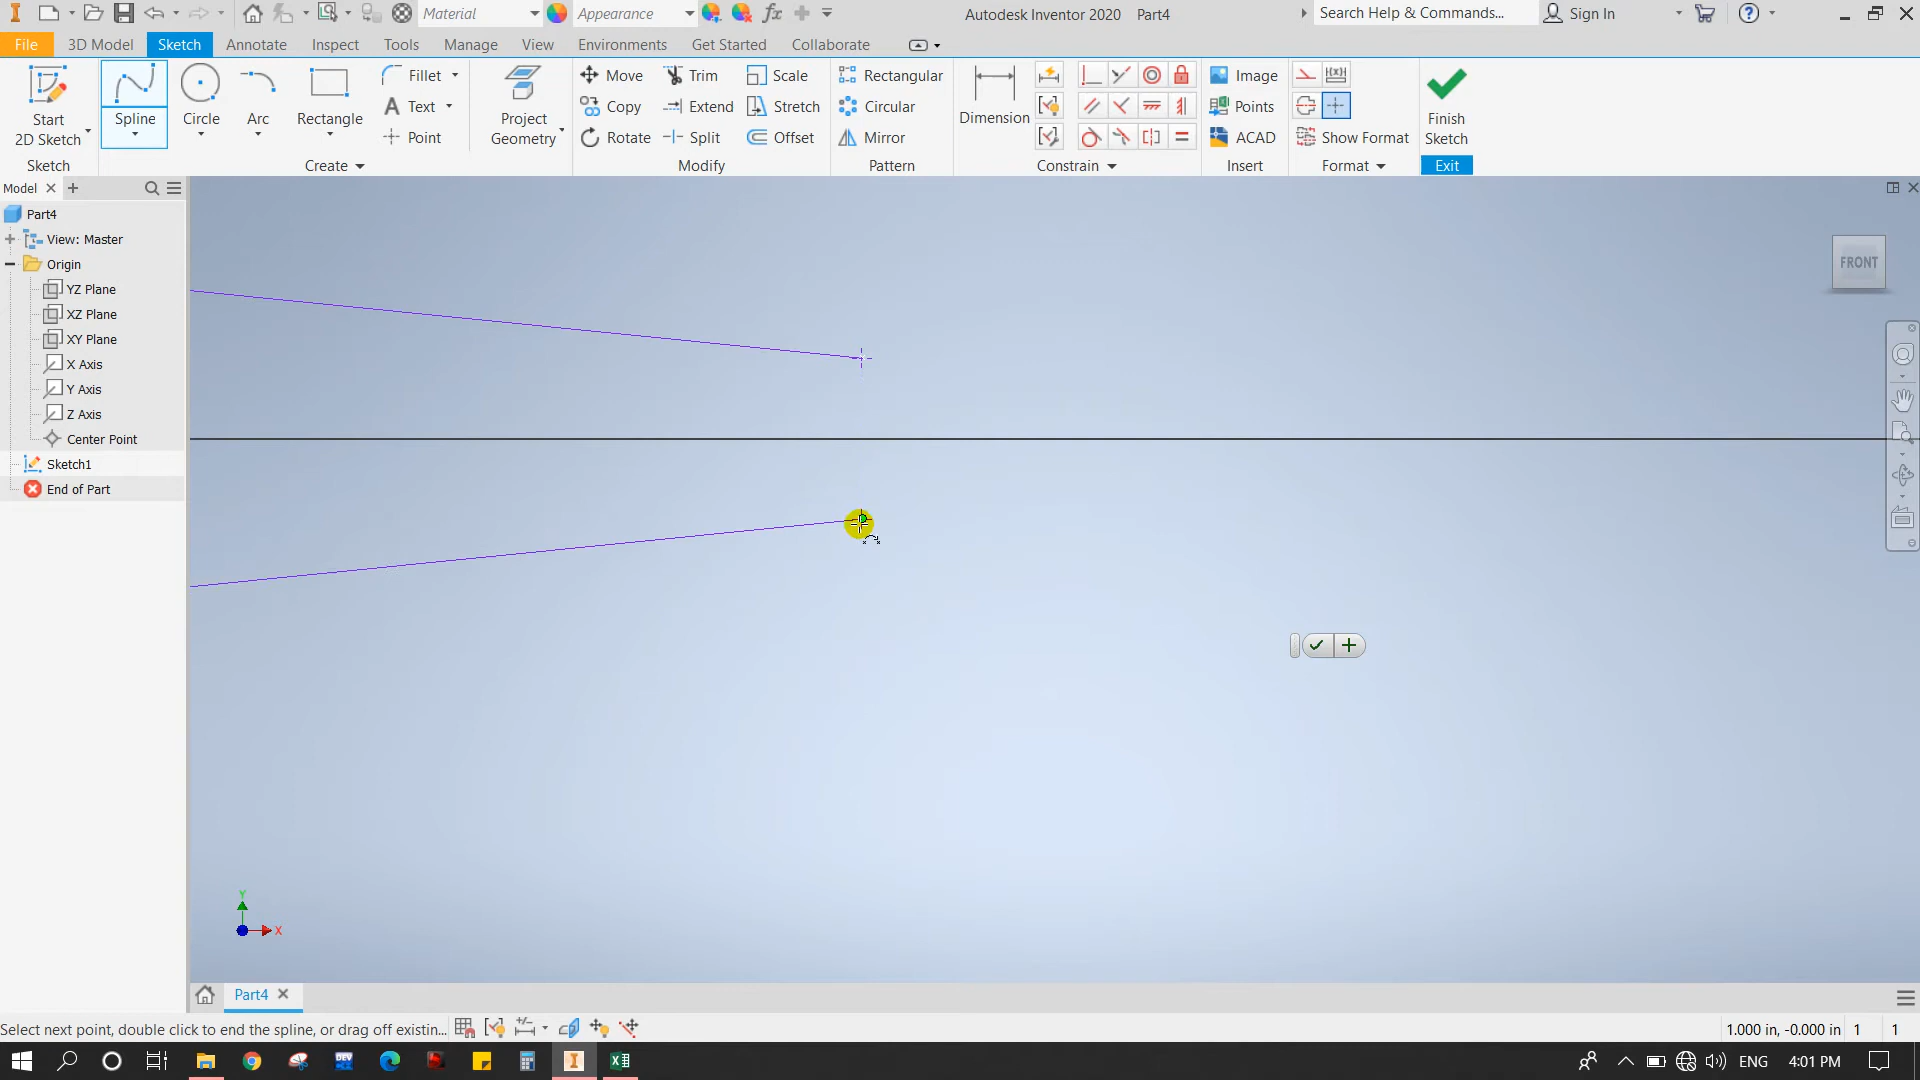 Material
Appearance
fx
Autodesk Inventor 2020 Part4
Search Help & Commands...
Sign In
File 3D Model Sketch Annotate Inspect Tools Manage View Environments Get Started Collaborate
Start
2D Sketch
Spline
Circle
Arc
Rectangle
Fillet
Text
Point
Project
Geometry
Move
Copy
Rotate
Trim
Extend
Split
Scale
Stretch
Offset
Rectangular
Circular
Mirror
Dimension
Image
Points
ACAD
Show Format
Finish
Sketch
Sketch Create Modify Pattern Constrain Insert Format Exit
Model
Part4
View: Master
Origin
YZ Plane
XZ Plane
XY Plane
X Axis
Y Axis
Z Axis
Center Point
Sketch1
End of Part
FRONT
Y
X
Part4
Select next point, double click to end the spline, or drag off existin...
1.000 in, -0.000 in 1 1
DEV
ENG 4:01 PM